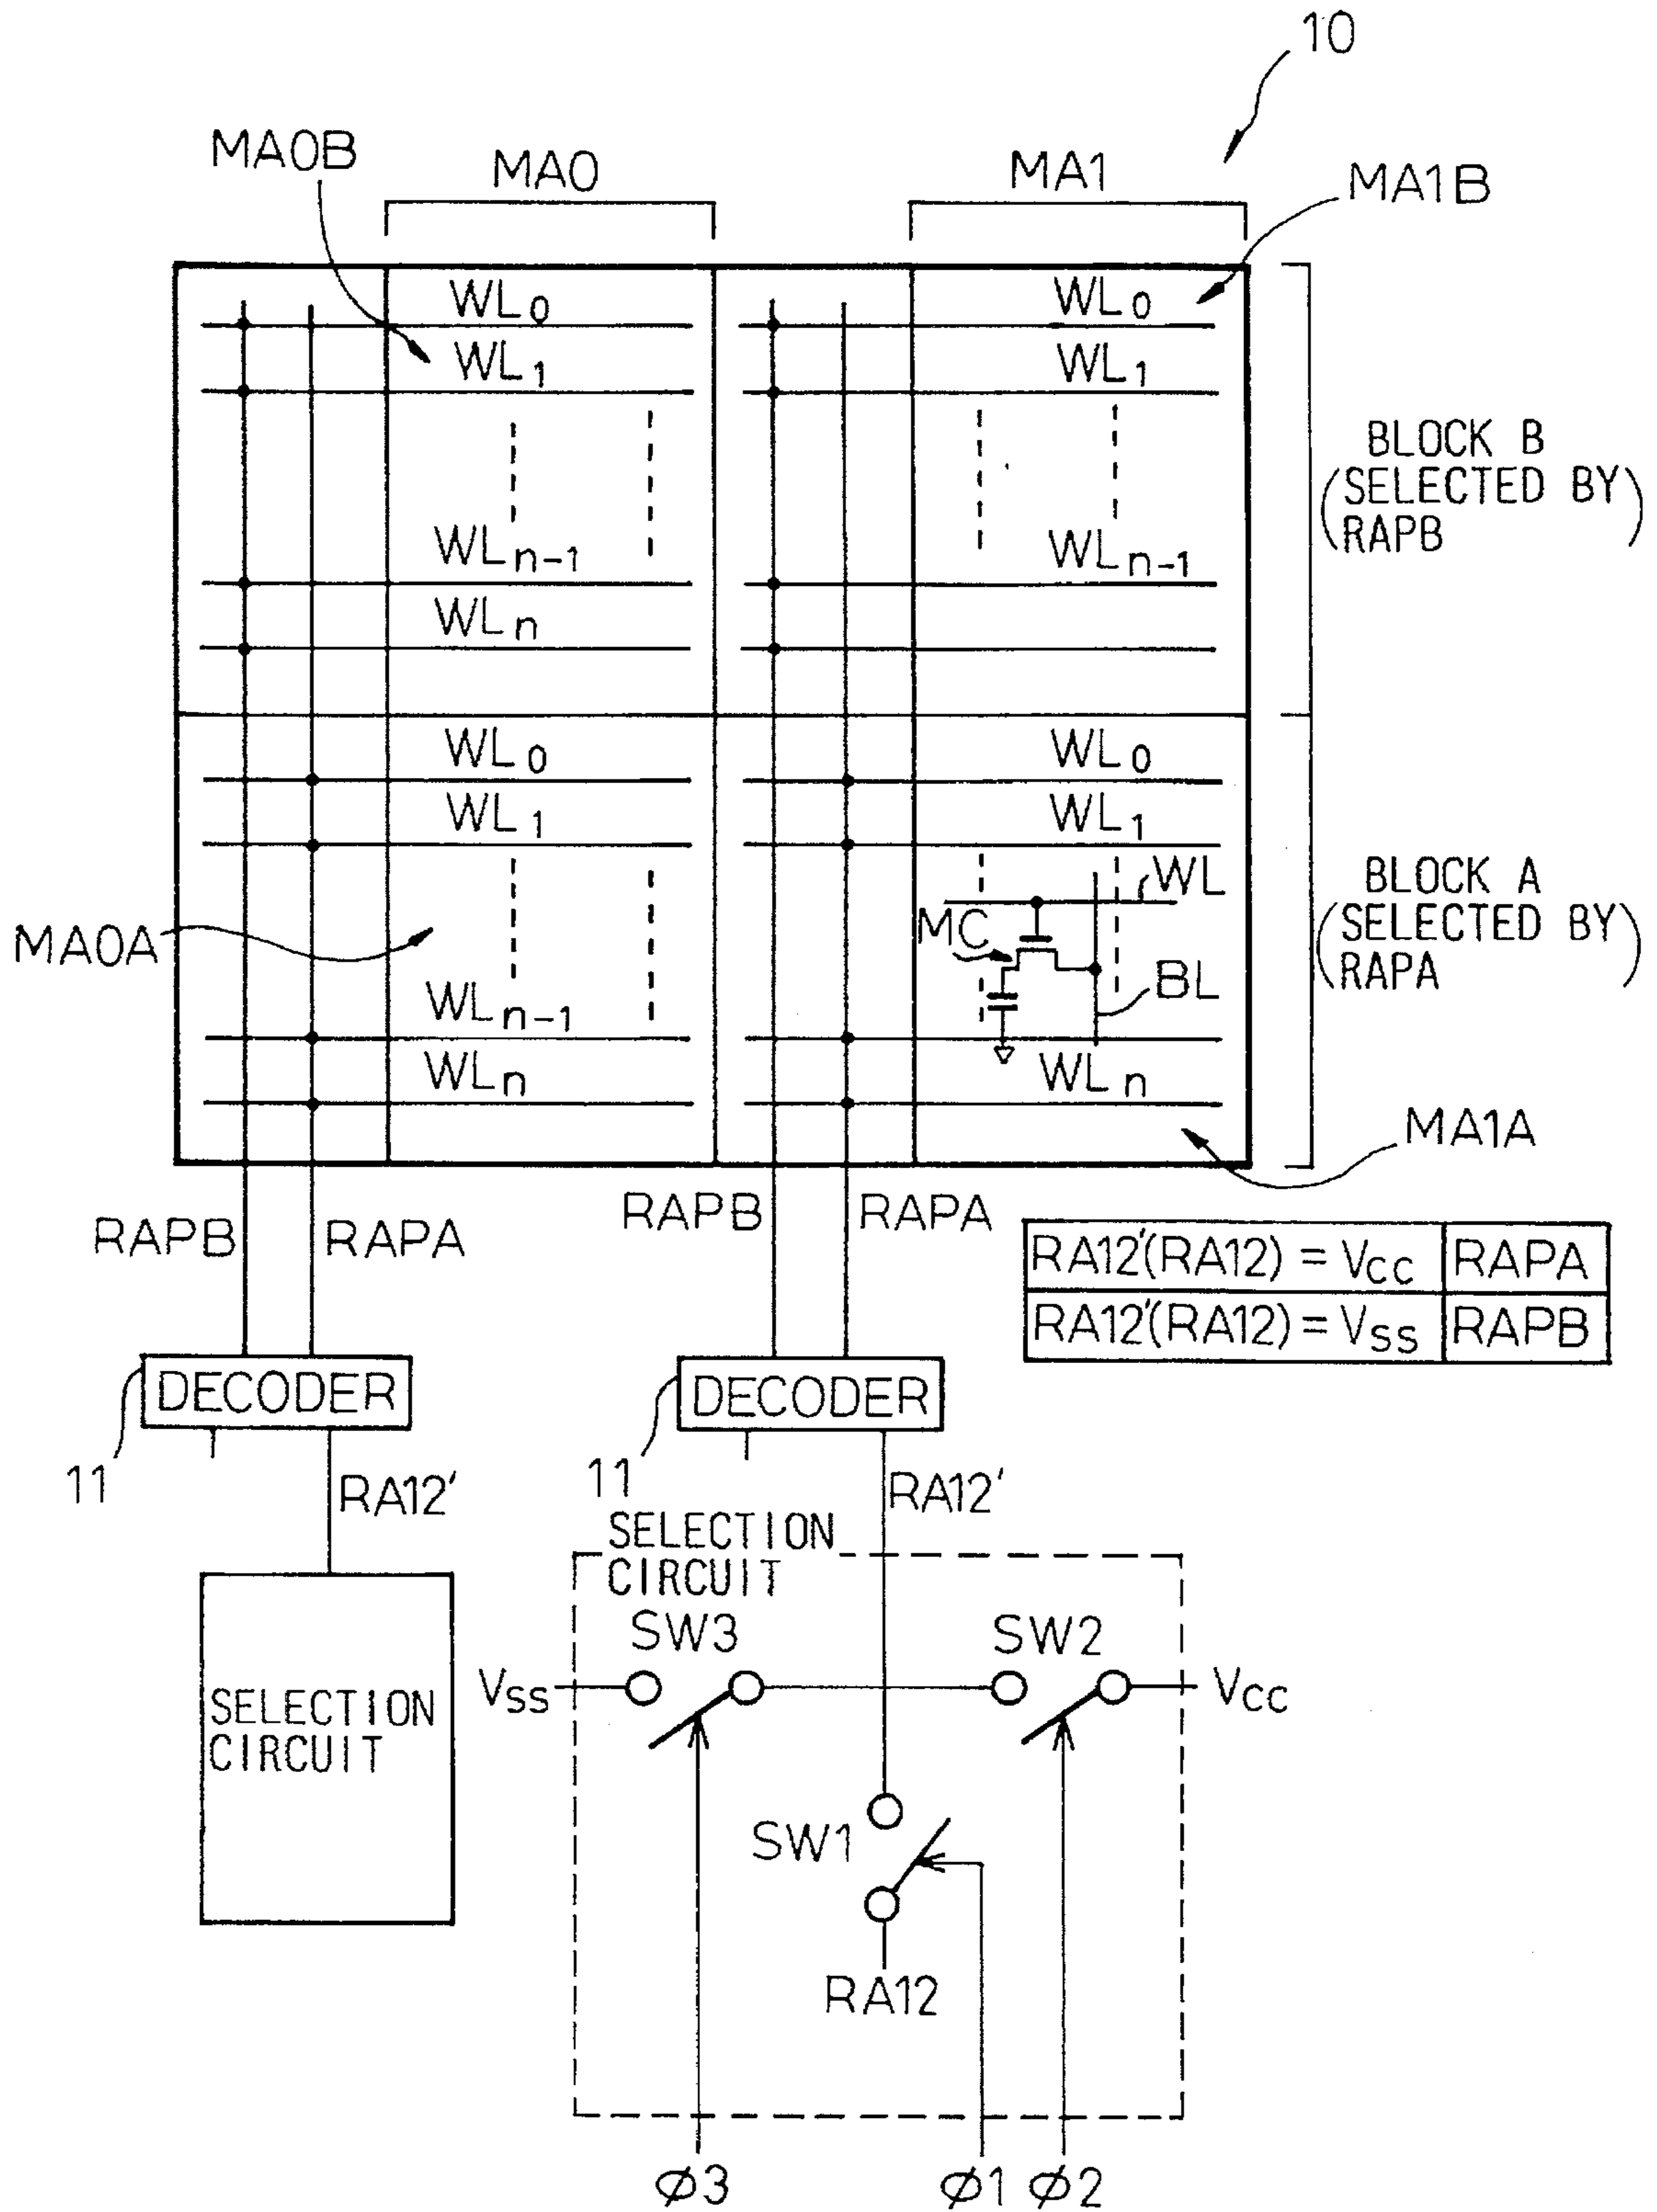 10
MA0B
MA0
MA1
MA1B
WL0
WL0
WL1
WL1
BLOCK B
(SELECTED BY
RAPB)
WLn-1
WLn-1
WLn
WL0
WL0
WL1
WL1
WL
BLOCK A
(SELECTED BY
RAPA)
MC
MA0A
BL
WLn-1
WLn
WLn
MA1A
RAPB
RAPA
RAPB
RAPA
RA12'(RA12) = VCC RAPA
RA12'(RA12) = VSS RAPB
DECODER
DECODER
11
11
RA12'
RA12'
SELECTION
CIRCUIT
SW3
SW2
VSS
VCC
SELECTION
CIRCUIT
SW1
RA12
Ø3
Ø1
Ø2